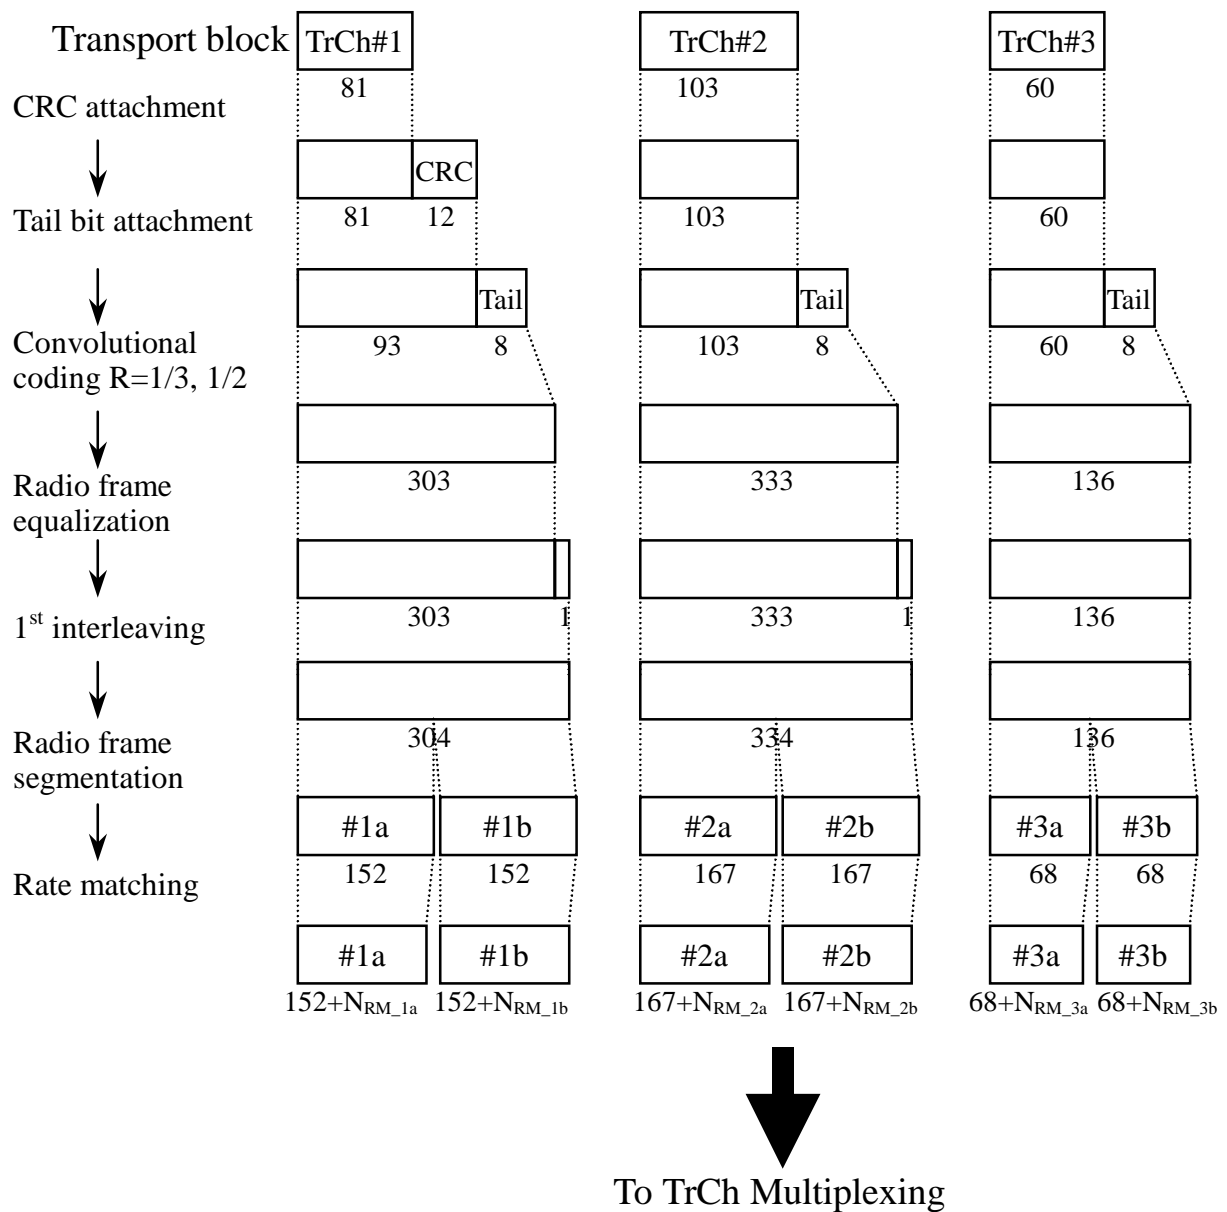 Transport block TrCh#1 TrCh#2 TrCh#3
81 103 60
CRC attachment
CRC
81 12 103 60
Tail bit attachment
Tail Tail Tail
93 8 103 8 60 8
Convolutional
coding R=1/3, 1/2
303 333 136
Radio frame
equalization
303 1 333 1 136
1st interleaving
304 334 136
Radio frame
segmentation
#1a #1b #2a #2b #3a #3b
152 152 167 167 68 68
Rate matching
#1a #1b #2a #2b #3a #3b
152+NRM_1a 152+NRM_1b 167+NRM_2a 167+NRM_2b 68+NRM_3a 68+NRM_3b
To TrCh Multiplexing